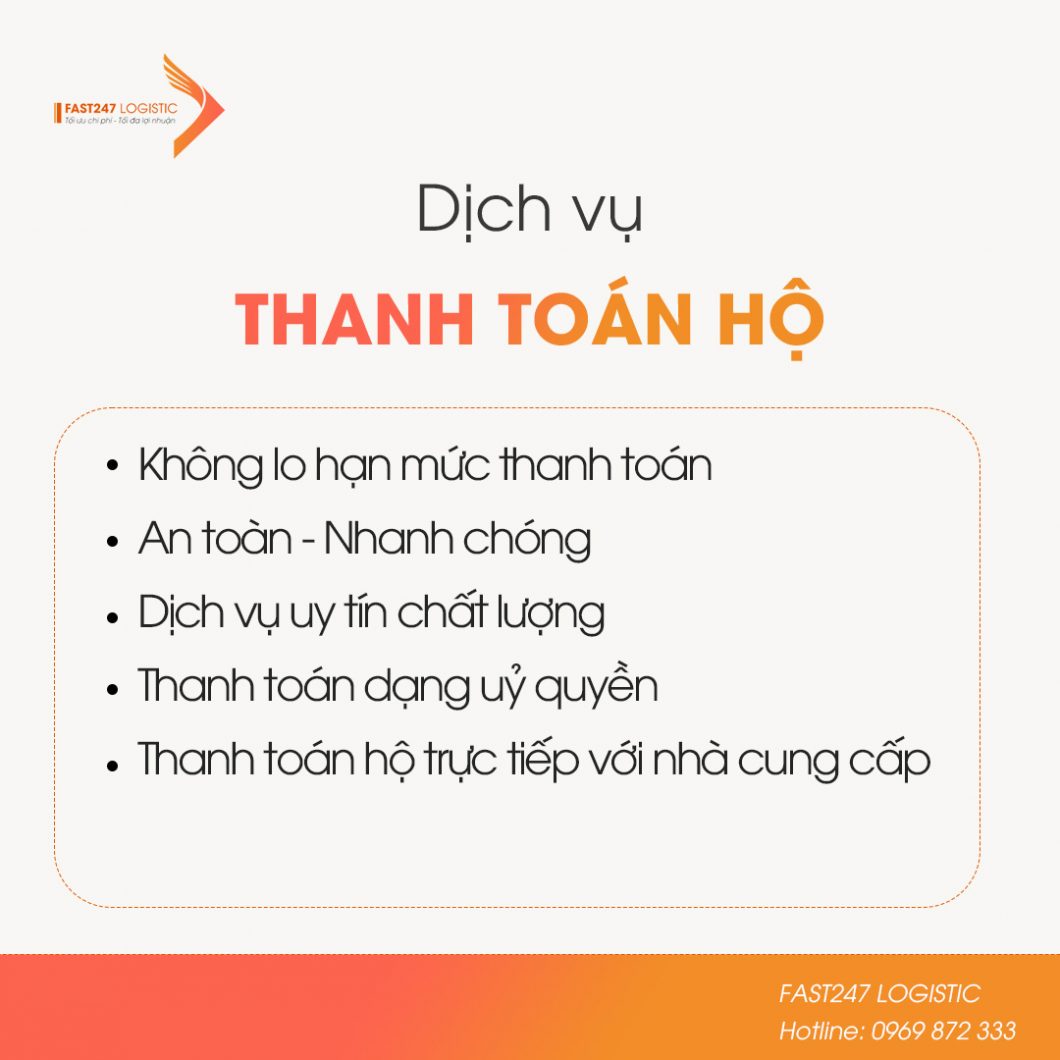 FAST247 LOGISTIC
Tối ưu chi phí - Tối đa lợi nhuận
Dịch vụ
THANH TOÁN HỘ
• Không lo hạn mức thanh toán
• An toàn - Nhanh chóng
• Dịch vụ uy tín chất lượng
• Thanh toán dạng uỷ quyền
• Thanh toán hộ trực tiếp với nhà cung cấp
FAST247 LOGISTIC
Hotline: 0969 872 333